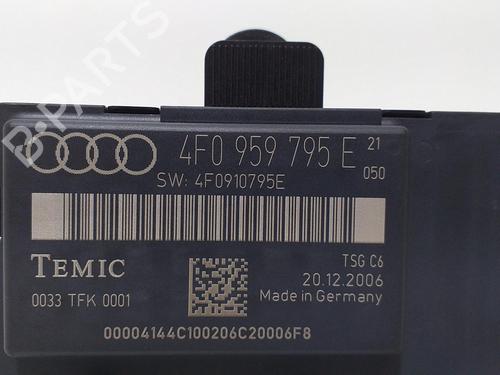 B-PARTS
4F0 959 795 E 21
050
SW: 4F0910795E
TEMIC
TSG C6
20.12.2006
0033 TFK 0001
Made in Germany
00004144C100206C20006F8